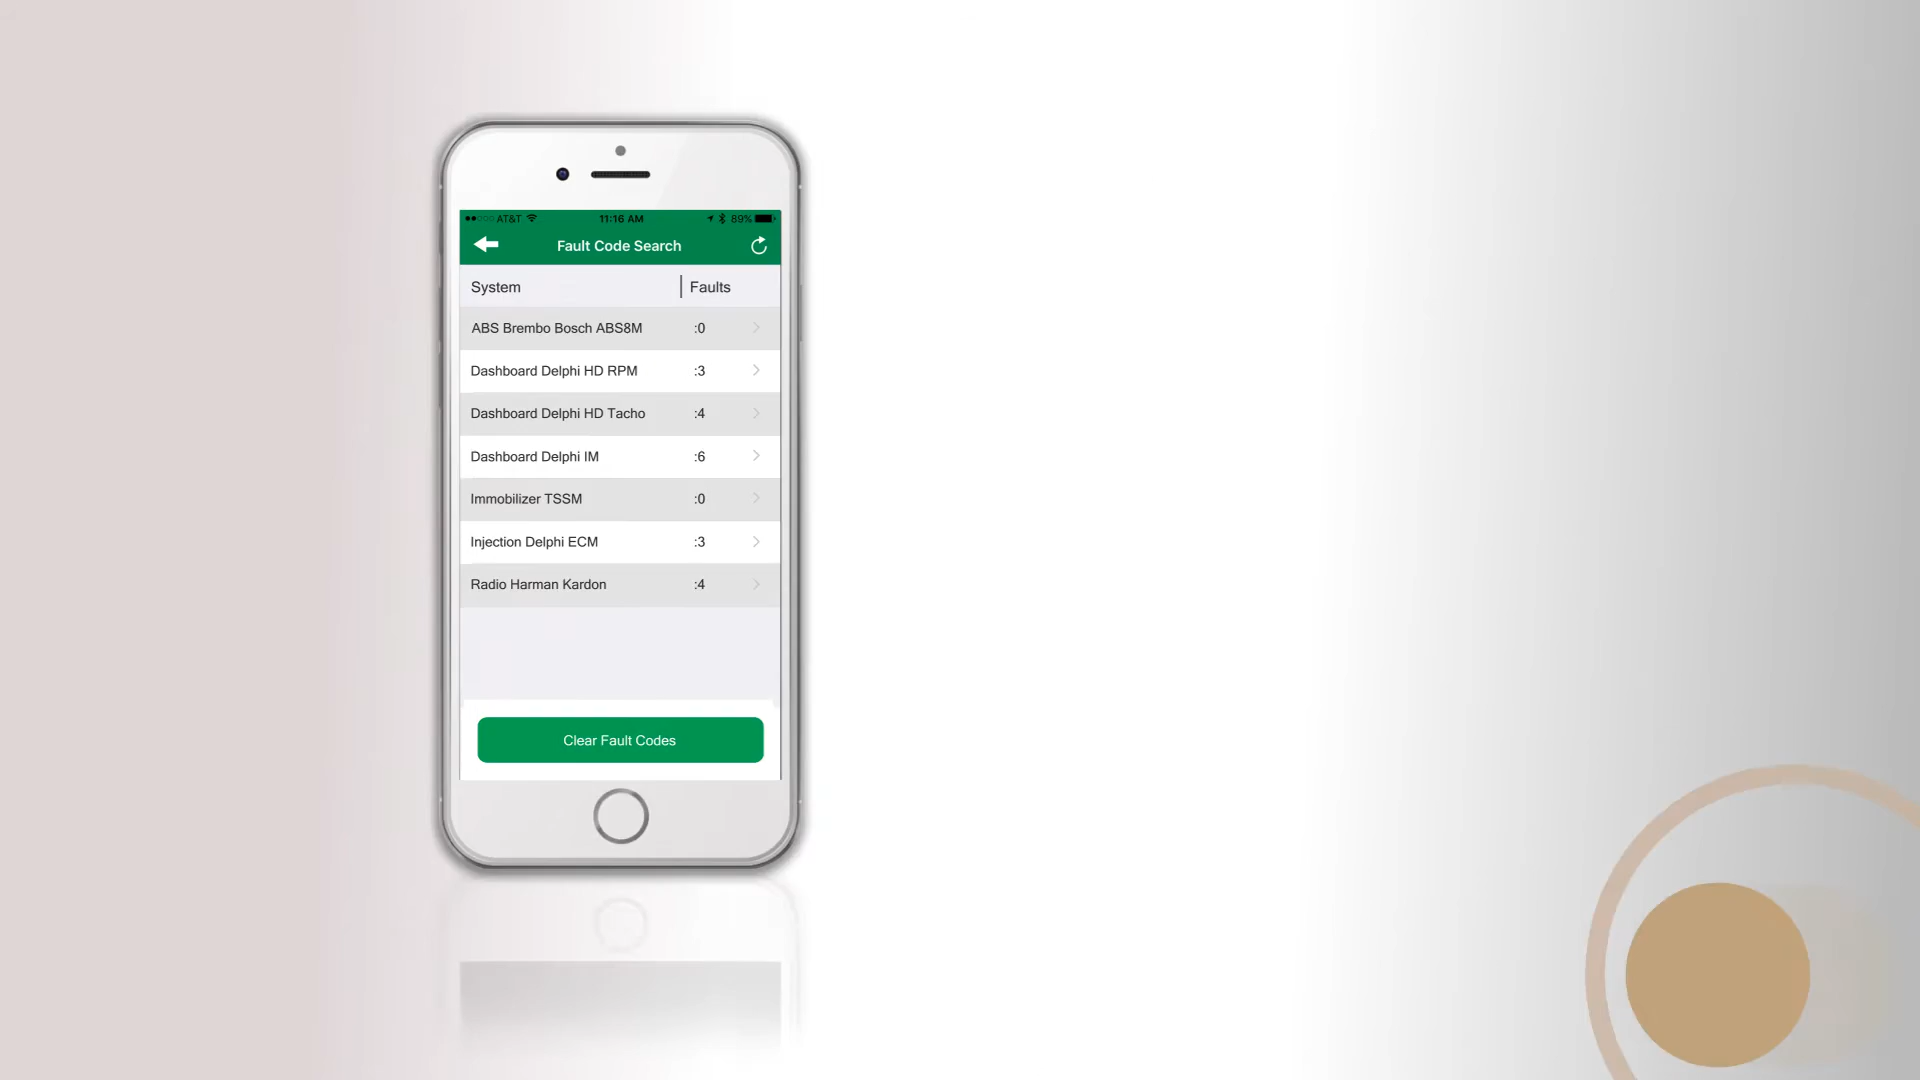 AT&T 11:16 AM 89%
Fault Code Search
System Faults
ABS Brembo Bosch ABS8M :0
Dashboard Delphi HD RPM :3
Dashboard Delphi HD Tacho :4
Dashboard Delphi IM :6
Immobilizer TSSM :0
Injection Delphi ECM :3
Radio Harman Kardon :4
Clear Fault Codes